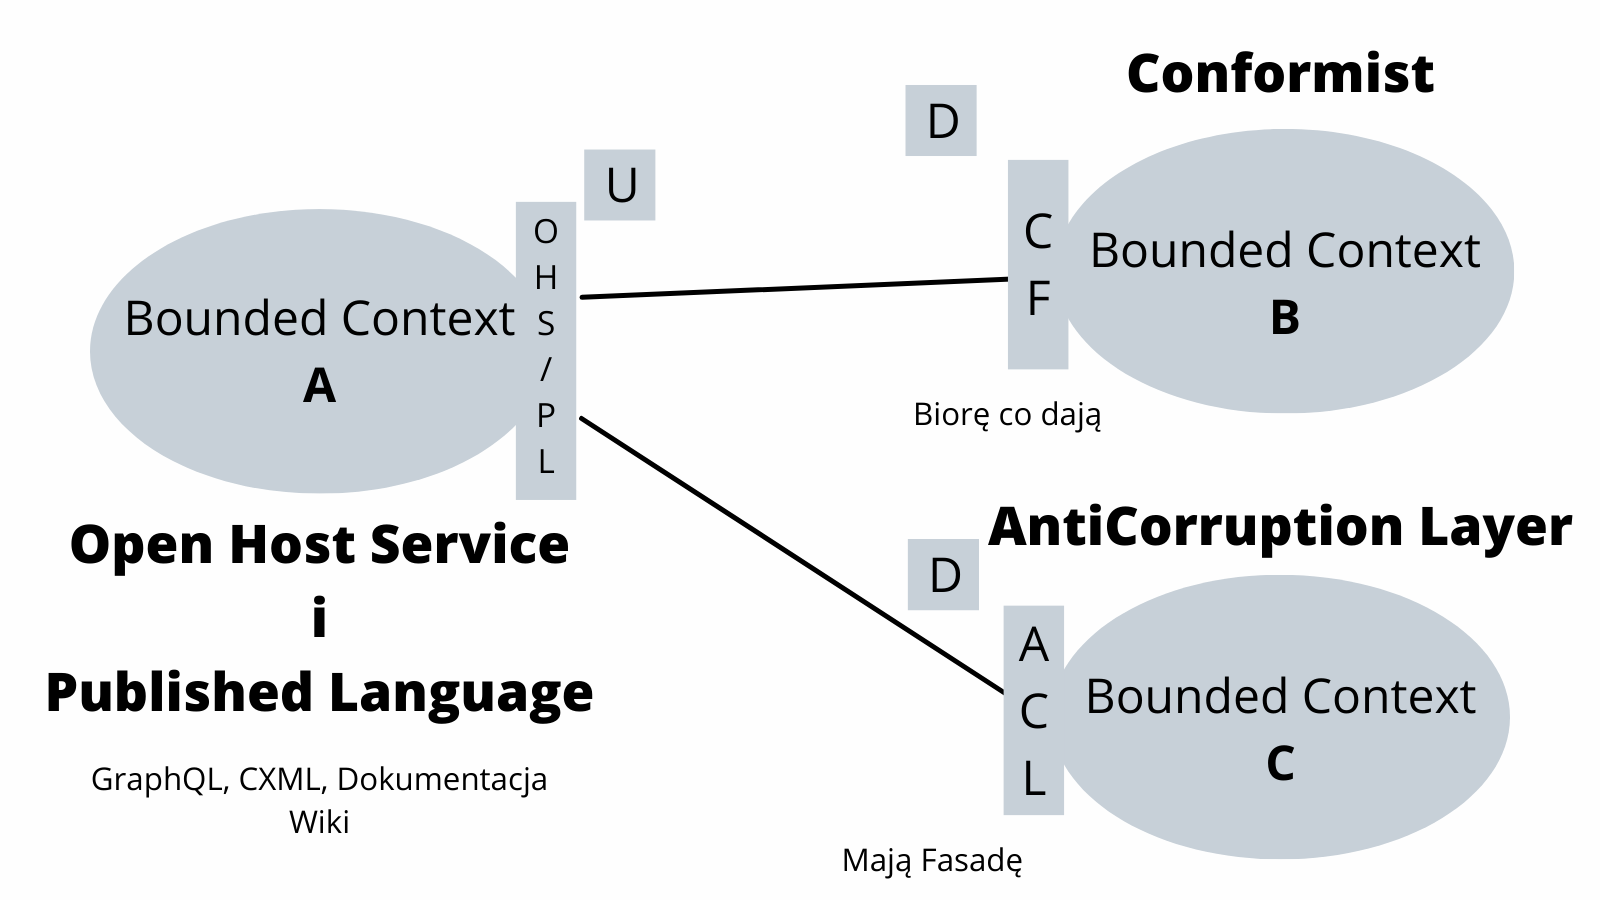 Conformist
D
U
O
H
S
/
P
L
C
F
Bounded Context
A
Bounded Context
B
Biorę co dają
Open Host Service
i
Published Language
GraphQL, CXML, Dokumentacja
Wiki
AntiCorruption Layer
D
A
C
L
Bounded Context
C
Mają Fasadę